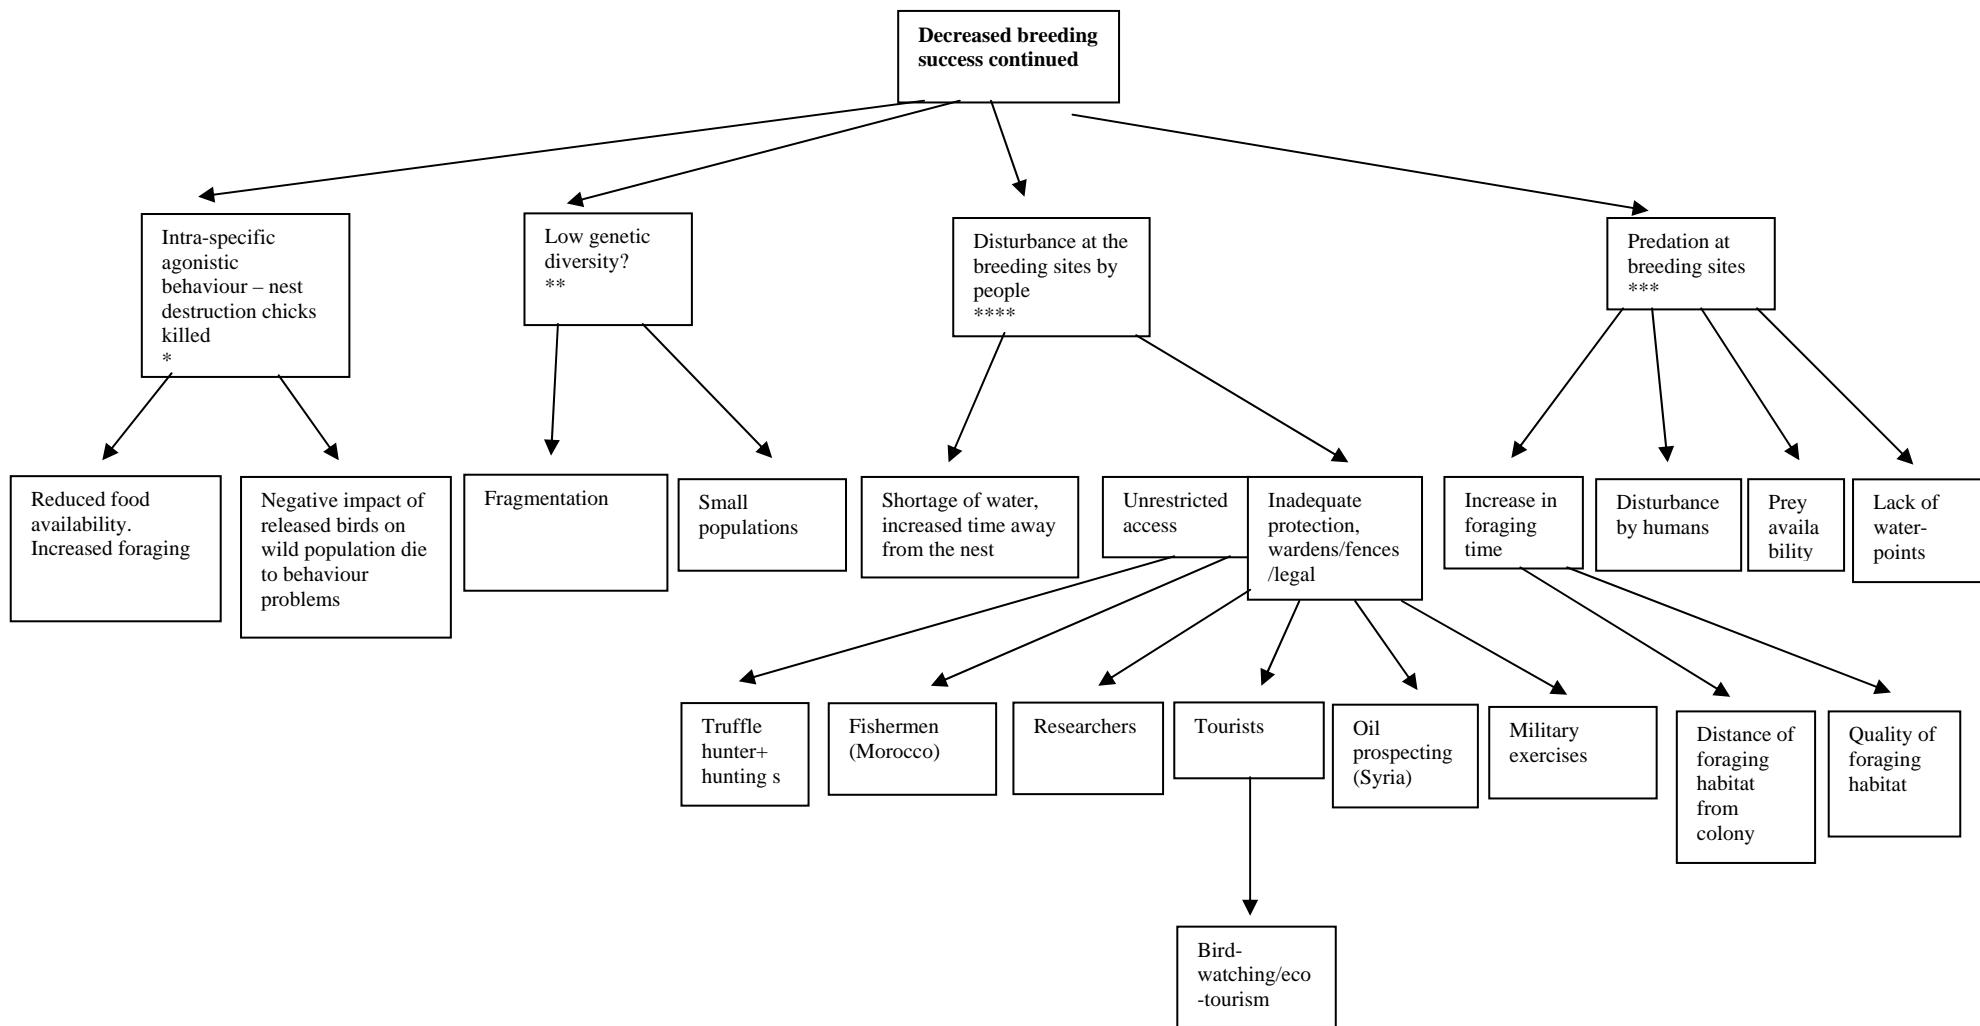 Decreased breeding
success continued
Intra-specific
agonistic
behaviour – nest
destruction chicks
killed
*
Low genetic
diversity?
**
Disturbance at the
breeding sites by
people
****
Predation at
breeding sites
***
Reduced food
availability.
Increased foraging
Negative impact of
released birds on
wild population die
to behaviour
problems
Fragmentation
Small
populations
Shortage of water,
increased time away
from the nest
Unrestricted
access
Inadequate
protection,
wardens/fences
/legal
Increase in
foraging
time
Disturbance
by humans
Prey
availa
bility
Lack of
water-
points
Truffle
hunter+
hunting s
Fishermen
(Morocco)
Researchers
Tourists
Oil
prospecting
(Syria)
Military
exercises
Distance of
foraging
habitat
from
colony
Quality of
foraging
habitat
Bird-
watching/eco
-tourism